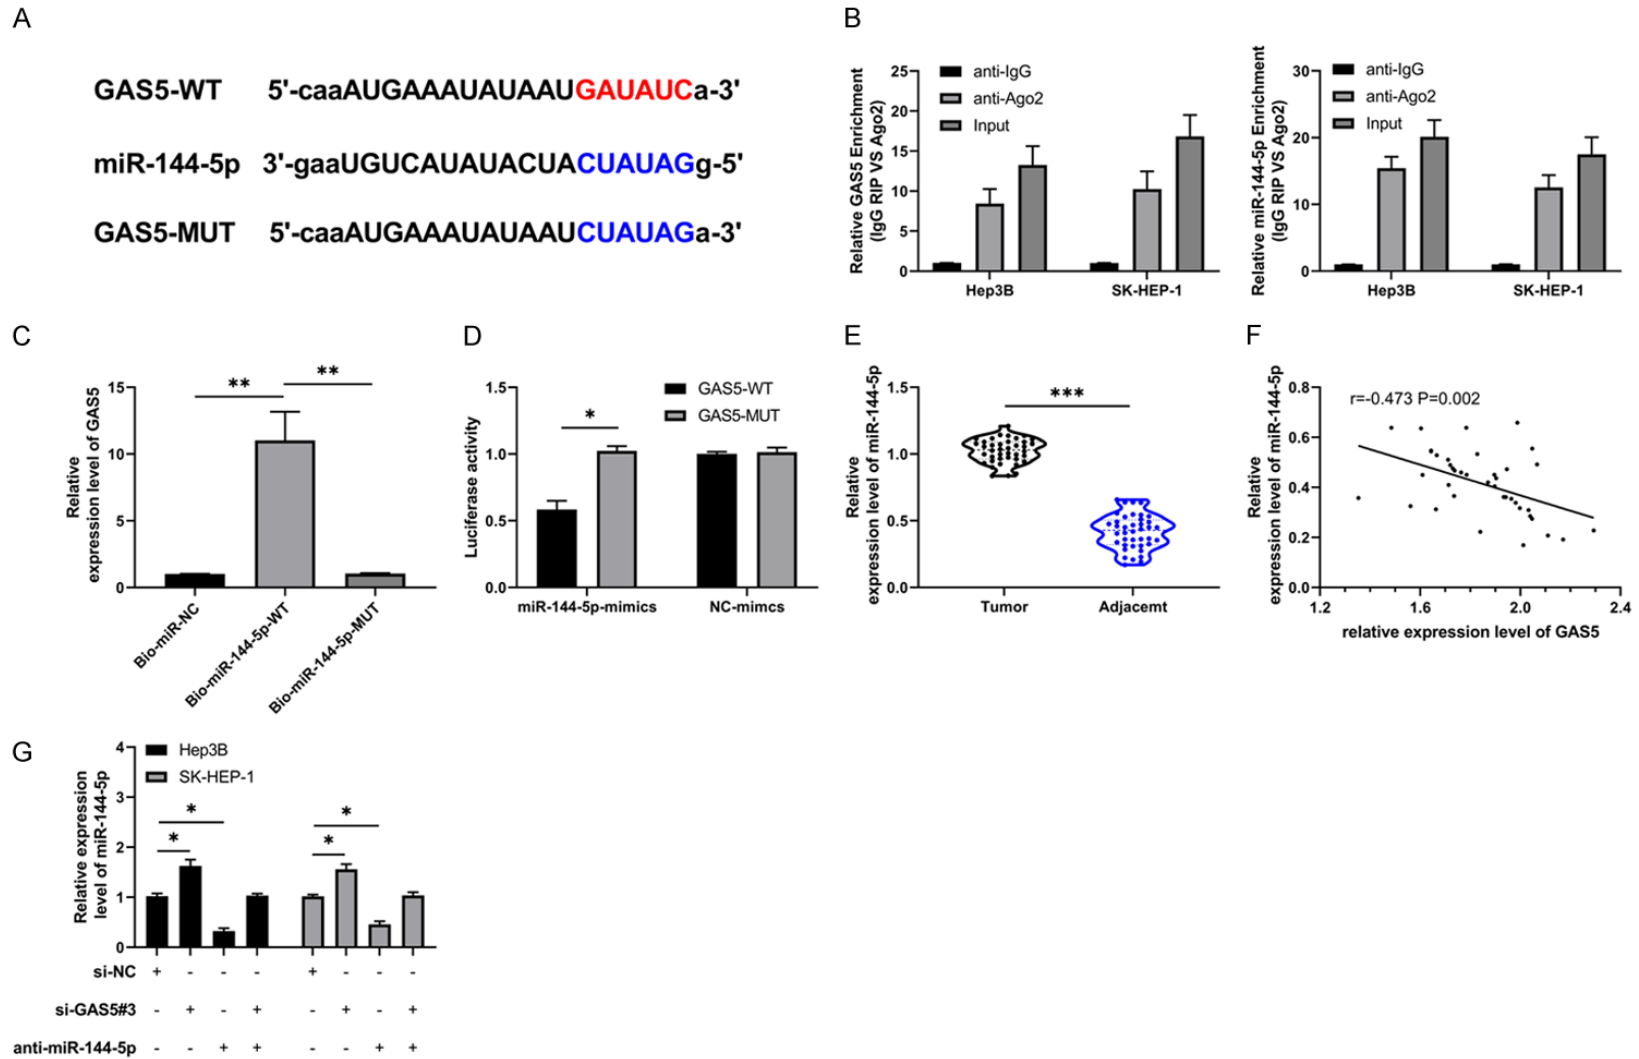 A
GAS5-WT 5'-caaAUGAAAUAUAAUGAUAUCa-3'
miR-144-5p 3'-gaaUGUCAUAUACUACUAUAGg-5'
GAS5-MUT 5'-caaAUGAAAUAUAAUCUAUAGa-3'
B
Relative GAS5 Enrichment
(IgG RIP VS Ago2)
25
20
15
10
5
0
anti-IgG
anti-Ago2
Input
Hep3B SK-HEP-1
Relative miR-144-5p Enrichment
(IgG RIP VS Ago2)
30
20
10
0
anti-IgG
anti-Ago2
Input
Hep3B SK-HEP-1
C
Relative
expression level of GAS5
15
10
5
0
** **
Bio-miR-NC
Bio-miR-144-5p-WT
Bio-miR-144-5p-MUT
D
Luciferase activity
1.5
1.0
0.5
0.0
*
GAS5-WT
GAS5-MUT
miR-144-5p-mimics NC-mimcs
E
Relative
expression level of miR-144-5p
1.5
1.0
0.5
0.0
***
Tumor Adjacemt
F
Relative
expression level of miR-144-5p
0.8
0.6
0.4
0.2
0.0
r=-0.473 P=0.002
1.2 1.6 2.0 2.4
relative expression level of GAS5
G
Relative expression
level of miR-144-5p
4
3
2
1
0
Hep3B
SK-HEP-1
* *
* *
si-NC + - - - + - - -
si-GAS5#3 - + - + - + - +
anti-miR-144-5p - - + + - - + +